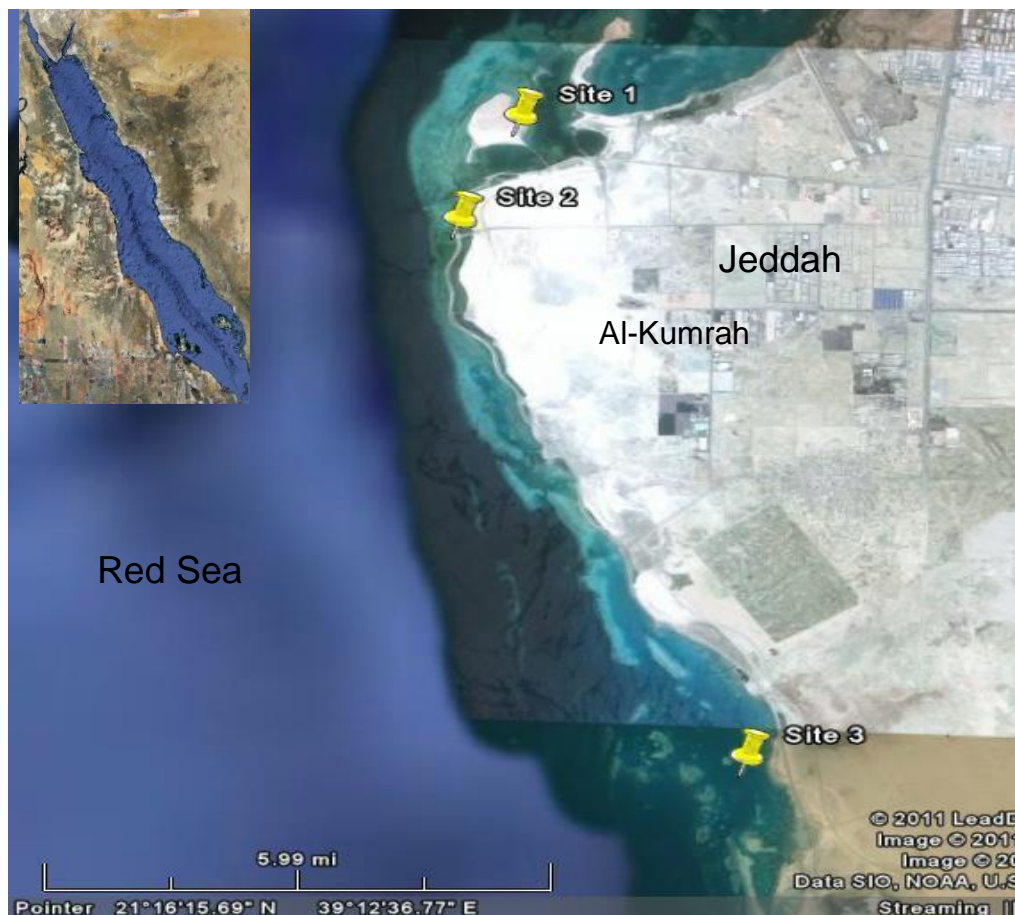 Site 1
Site 2
Jeddah
Al-Kumrah
Red Sea
Site 3
© 2011 LeadD
Image © 2011
Image © 20
Data SIO, NOAA, U.S
5.99 mi
Pointer 21°16'15.69" N 39°12'36.77" E
Streaming ||